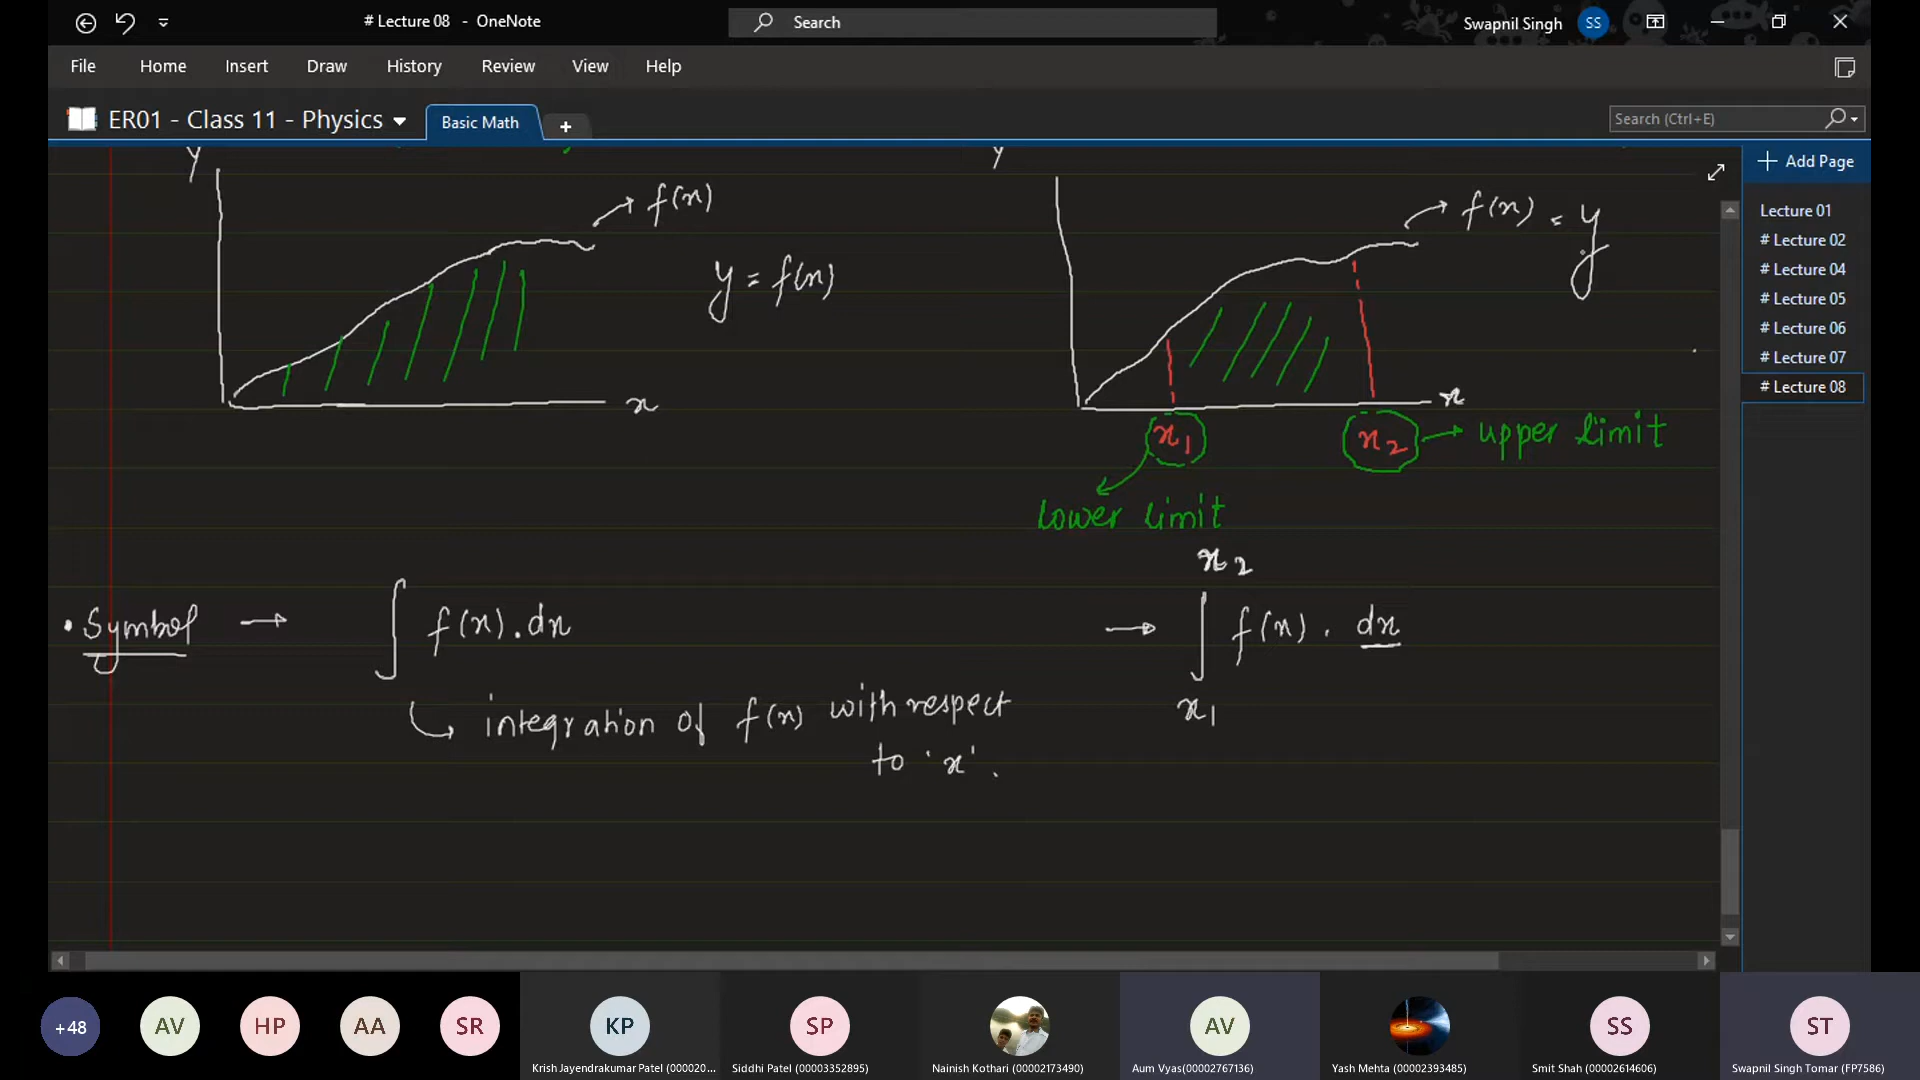 # Lecture 08 - OneNote
Search
Swapnil Singh
SS
File Home Insert Draw History Review View Help
ER01 - Class 11 - Physics
Basic Math
+
Search (Ctrl+E)
Add Page
Lecture 01
# Lecture 02
# Lecture 04
# Lecture 05
# Lecture 06
# Lecture 07
# Lecture 08
y
f(x)
y = f(x)
x
y
f(x) = y
x
x1
x2 → upper limit
lower limit
• Symbol → ∫ f(x).dx
integration of f(x) with respect
to 'x'.
x2
→ ∫ f(x) . dx
x1
+48
AV
HP
AA
SR
KP
SP
AV
SS
ST
Krish Jayendrakumar Patel (000020...
Siddhi Patel (00003352895)
Nainish Kothari (00002173490)
Aum Vyas(00002767136)
Yash Mehta (00002393485)
Smit Shah (00002614606)
Swapnil Singh Tomar (FP7586)